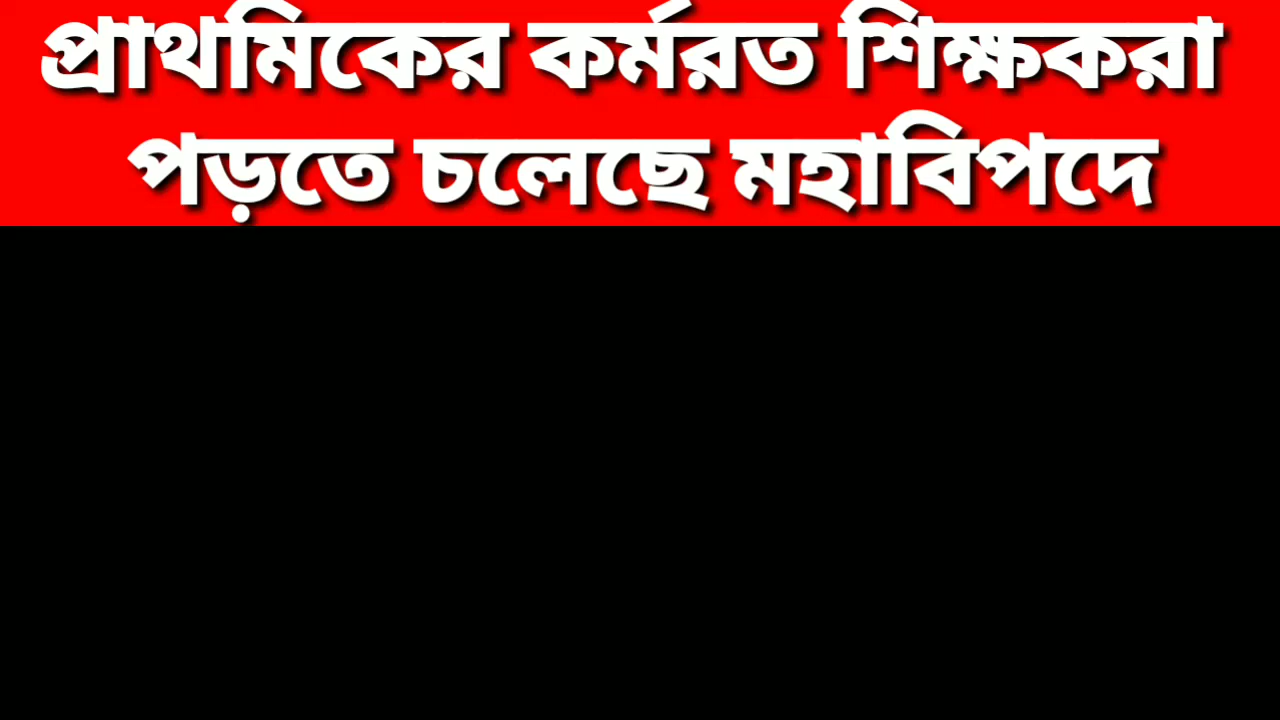 প্রাথমিকের কর্মরত শিক্ষকরা
পড়তে চলেছে মহাবিপদে